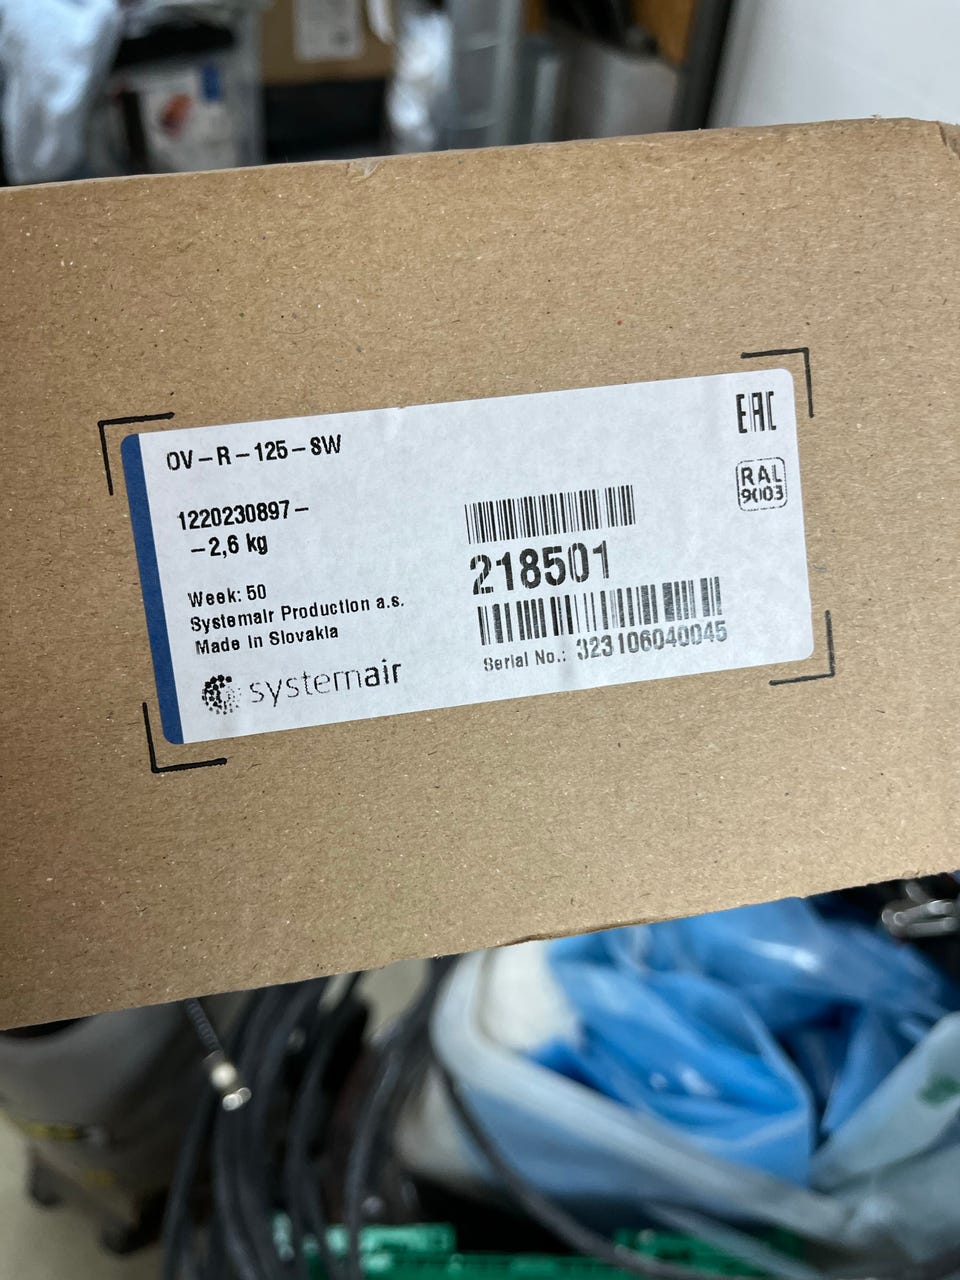 OV-R-125-SW
1220230897-
-2,6 kg
Week: 50
Systemair Production a.s.
Made in Slovakia
systemair
EAC
RAL
9003
218501
Serial No.: 323106040045